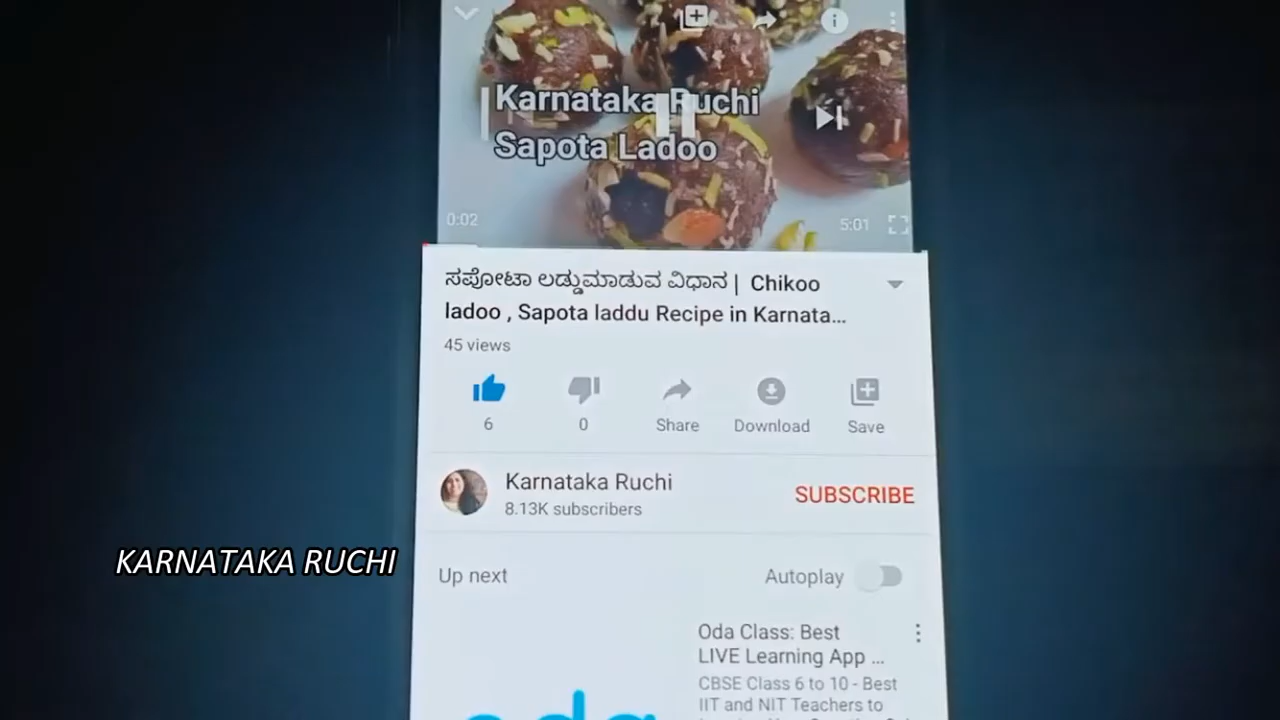 Karnataka Ruchi
Sapota Ladoo
0:02
5:01
ಸಪೋಟಾ ಲಡ್ಡುಮಾಡುವ ವಿಧಾನ | Chikoo
ladoo , Sapota laddu Recipe in Karnata...
45 views
6
0
Share
Download
Save
Karnataka Ruchi
8.13K subscribers
SUBSCRIBE
KARNATAKA RUCHI
Up next
Autoplay
Oda Class: Best
LIVE Learning App ...
CBSE Class 6 to 10 - Best
IIT and NIT Teachers to
oda